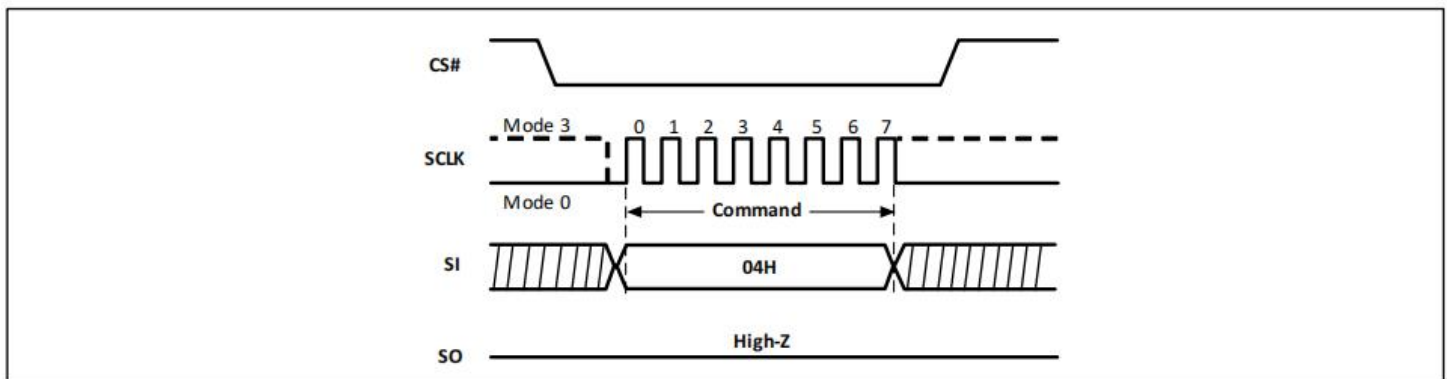 CS#
Mode 3
0 1 2 3 4 5 6 7
SCLK
Mode 0
Command
SI
04H
High-Z
SO